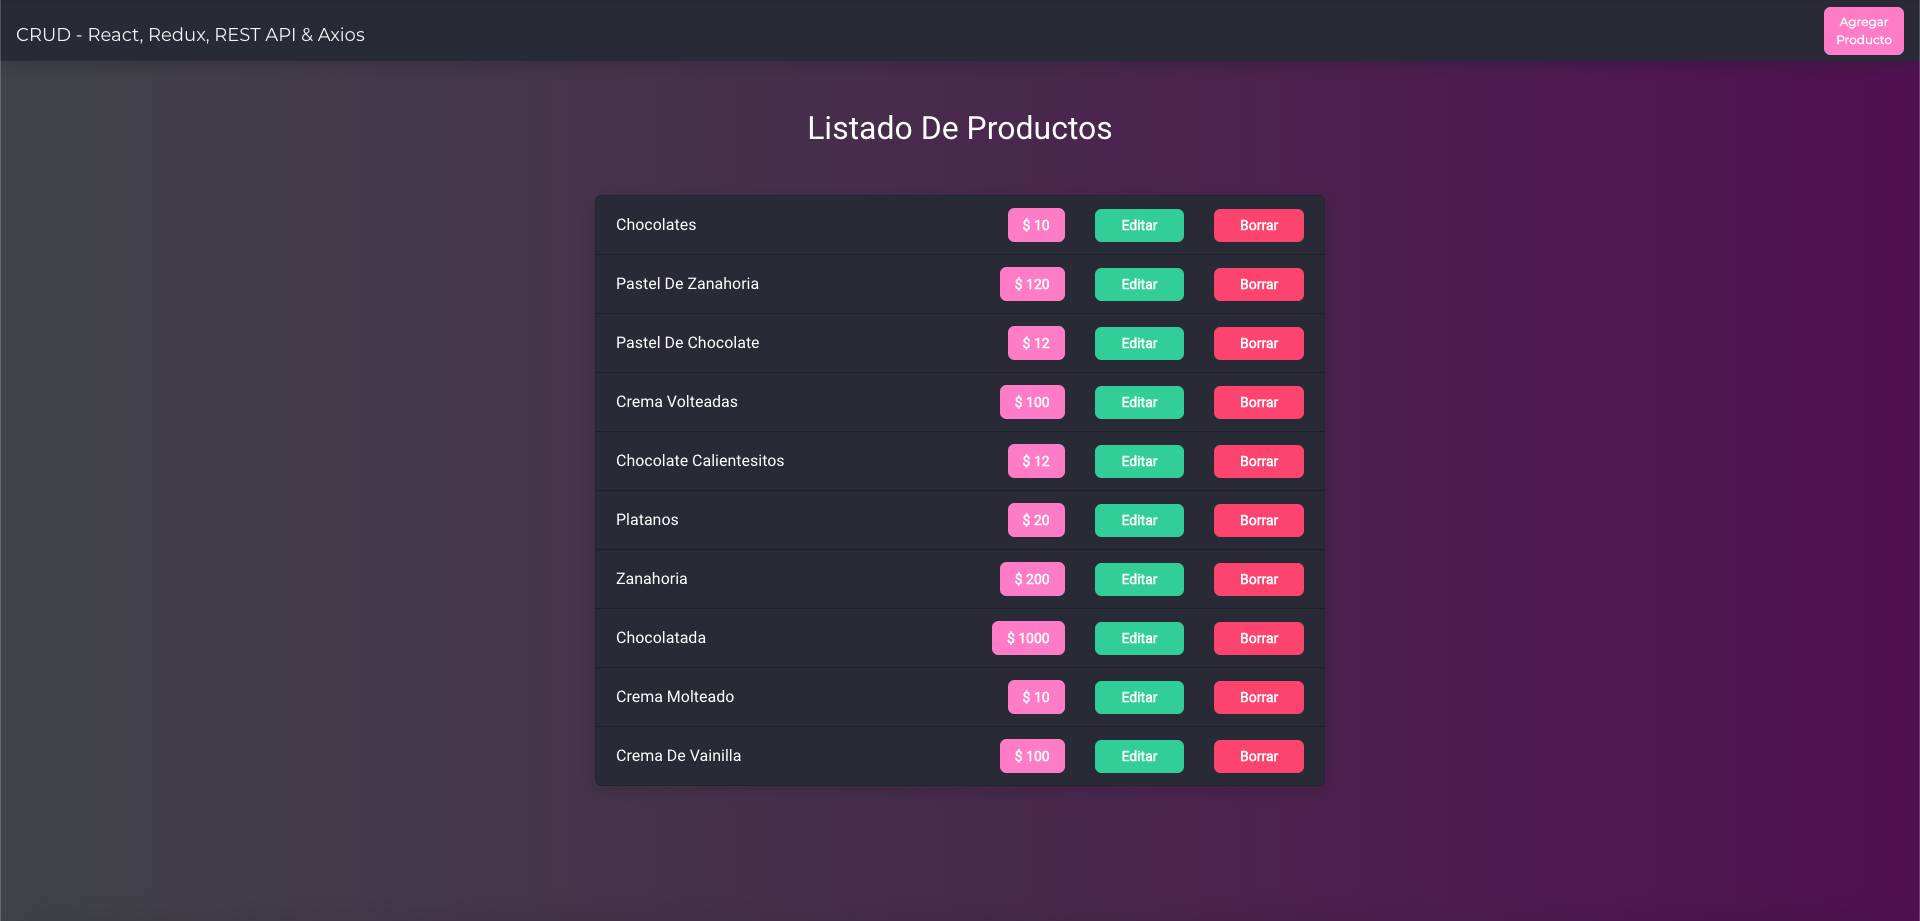 CRUD - React, Redux, REST API & Axios
Agregar
Producto
Listado De Productos
Chocolates $ 10 Editar Borrar
Pastel De Zanahoria $ 120 Editar Borrar
Pastel De Chocolate $ 12 Editar Borrar
Crema Volteadas $ 100 Editar Borrar
Chocolate Calientesitos $ 12 Editar Borrar
Platanos $ 20 Editar Borrar
Zanahoria $ 200 Editar Borrar
Chocolatada $ 1000 Editar Borrar
Crema Molteado $ 10 Editar Borrar
Crema De Vainilla $ 100 Editar Borrar